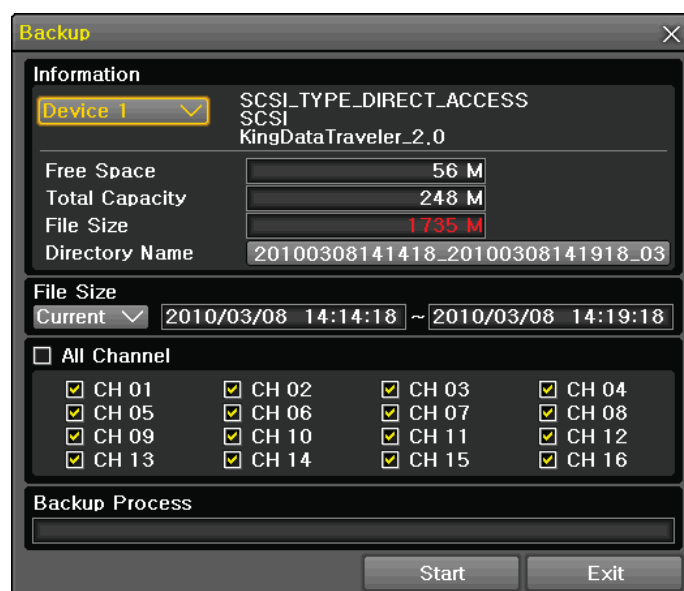 Backup
Information
Device 1
SCSI_TYPE_DIRECT_ACCESS
SCSI
KingDataTraveler_2.0
Free Space 56 M
Total Capacity 248 M
File Size 1735 M
Directory Name 20100308141418_20100308141918_03
File Size
Current 2010/03/08 14:14:18 ~ 2010/03/08 14:19:18
All Channel
CH 01 CH 02 CH 03 CH 04
CH 05 CH 06 CH 07 CH 08
CH 09 CH 10 CH 11 CH 12
CH 13 CH 14 CH 15 CH 16
Backup Process
Start Exit